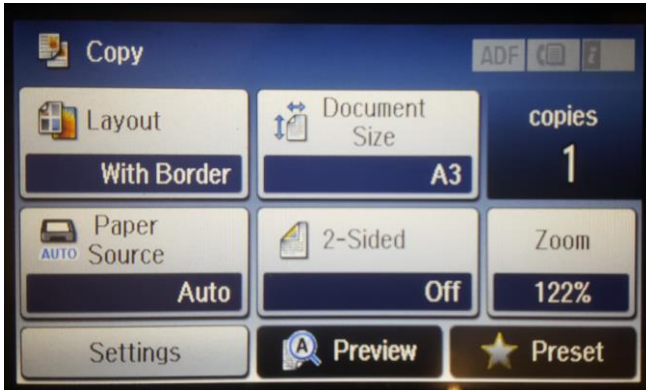 Copy
ADF
Layout
With Border
Document
Size
A3
copies
1
AUTO
Paper
Source
Auto
2-Sided
Off
Zoom
122%
Settings
Preview
Preset